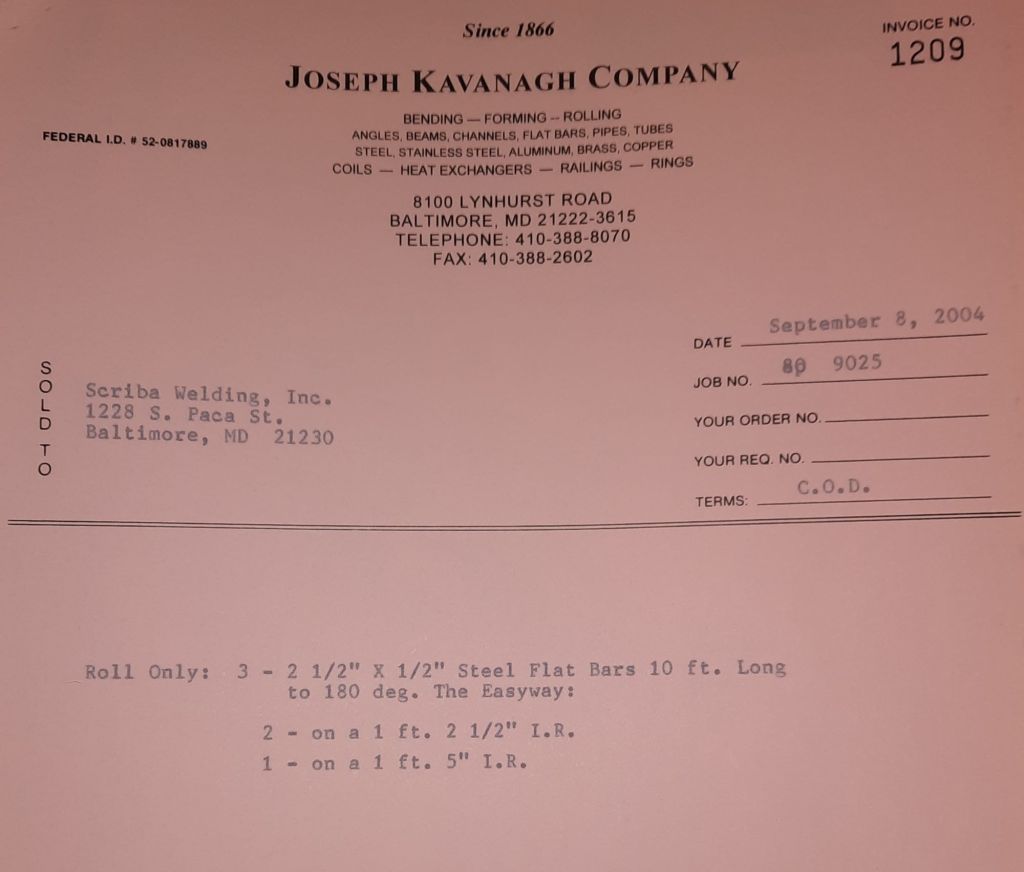 Since 1866
INVOICE NO.
1209
JOSEPH KAVANAGH COMPANY
BENDING — FORMING — ROLLING
ANGLES, BEAMS, CHANNELS, FLAT BARS, PIPES, TUBES
STEEL, STAINLESS STEEL, ALUMINUM, BRASS, COPPER
COILS — HEAT EXCHANGERS — RAILINGS — RINGS
FEDERAL I.D. # 52-0817889
8100 LYNHURST ROAD
BALTIMORE, MD 21222-3615
TELEPHONE: 410-388-8070
FAX: 410-388-2602
DATE September 8, 2004
JOB NO. 9025
YOUR ORDER NO.
YOUR REQ. NO.
TERMS: C.O.D.
SOLD TO
Scriba Welding, Inc.
1228 S. Paca St.
Baltimore, MD 21230
Roll Only: 3 - 2 1/2" X 1/2" Steel Flat Bars 10 ft. Long
to 180 deg. The Easyway:
2 - on a 1 ft. 2 1/2" I.R.
1 - on a 1 ft. 5" I.R.